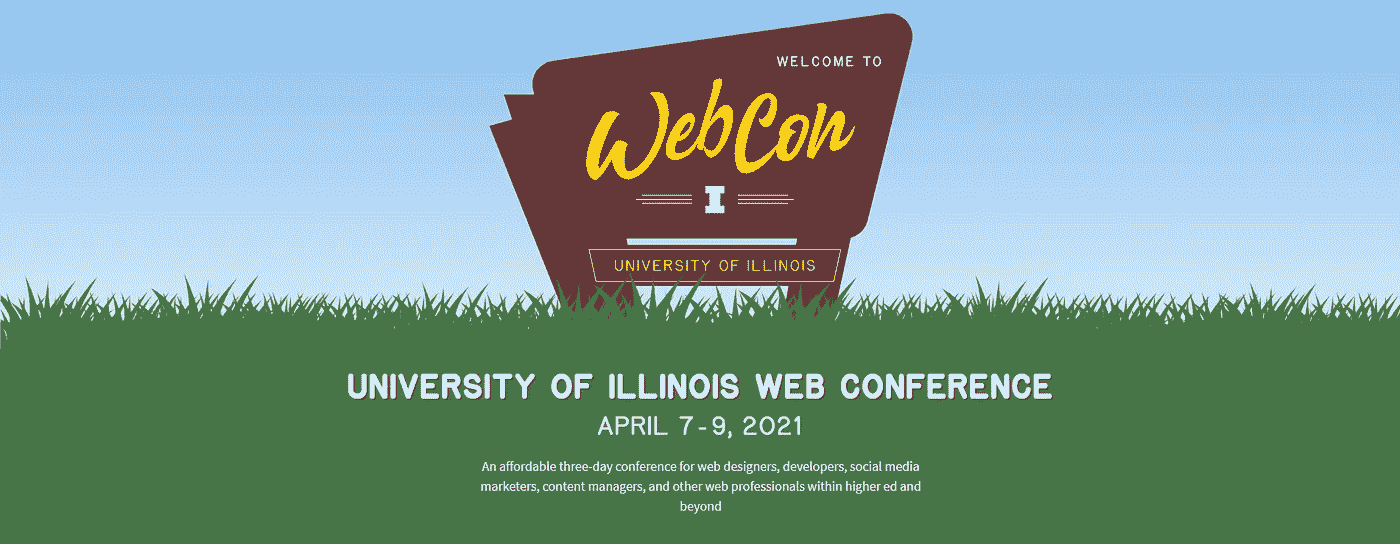 WELCOME TO
WebCon
I
UNIVERSITY OF ILLINOIS
UNIVERSITY OF ILLINOIS WEB CONFERENCE
APRIL 7-9, 2021
An affordable three-day conference for web designers, developers, social media
marketers, content managers, and other web professionals within higher ed and
beyond